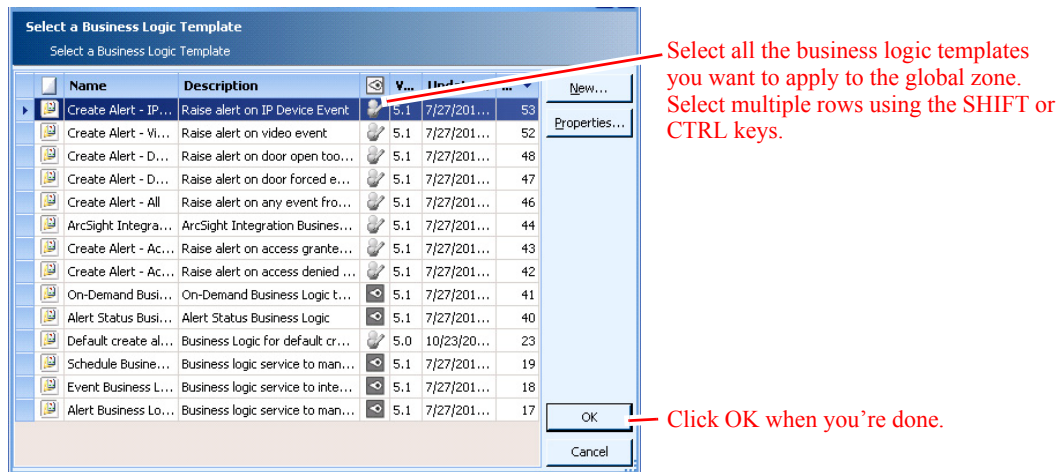 Select a Business Logic Template
Select a Business Logic Template
Name Description V... Updat... ...
Create Alert - IP... Raise alert on IP Device Event 5.1 7/27/201... 53
Create Alert - Vi... Raise alert on video event 5.1 7/27/201... 52
Create Alert - D... Raise alert on door open too... 5.1 7/27/201... 48
Create Alert - D... Raise alert on door forced e... 5.1 7/27/201... 47
Create Alert - All Raise alert on any event fro... 5.1 7/27/201... 46
ArcSight Integra... ArcSight Integration Busines... 5.1 7/27/201... 44
Create Alert - Ac... Raise alert on access grante... 5.1 7/27/201... 43
Create Alert - Ac... Raise alert on access denied ... 5.1 7/27/201... 42
On-Demand Busi... On-Demand Business Logic t... 5.1 7/27/201... 41
Alert Status Busi... Alert Status Business Logic 5.1 7/27/201... 40
Default create al... Business Logic for default cr... 5.0 10/23/20... 23
Schedule Busine... Business logic service to man... 5.1 7/27/201... 19
Event Business L... Business logic service to inte... 5.1 7/27/201... 18
Alert Business Lo... Business logic service to man... 5.1 7/27/201... 17
New...
Properties...
OK
Cancel
Select all the business logic templates
you want to apply to the global zone.
Select multiple rows using the SHIFT or
CTRL keys.
Click OK when you're done.